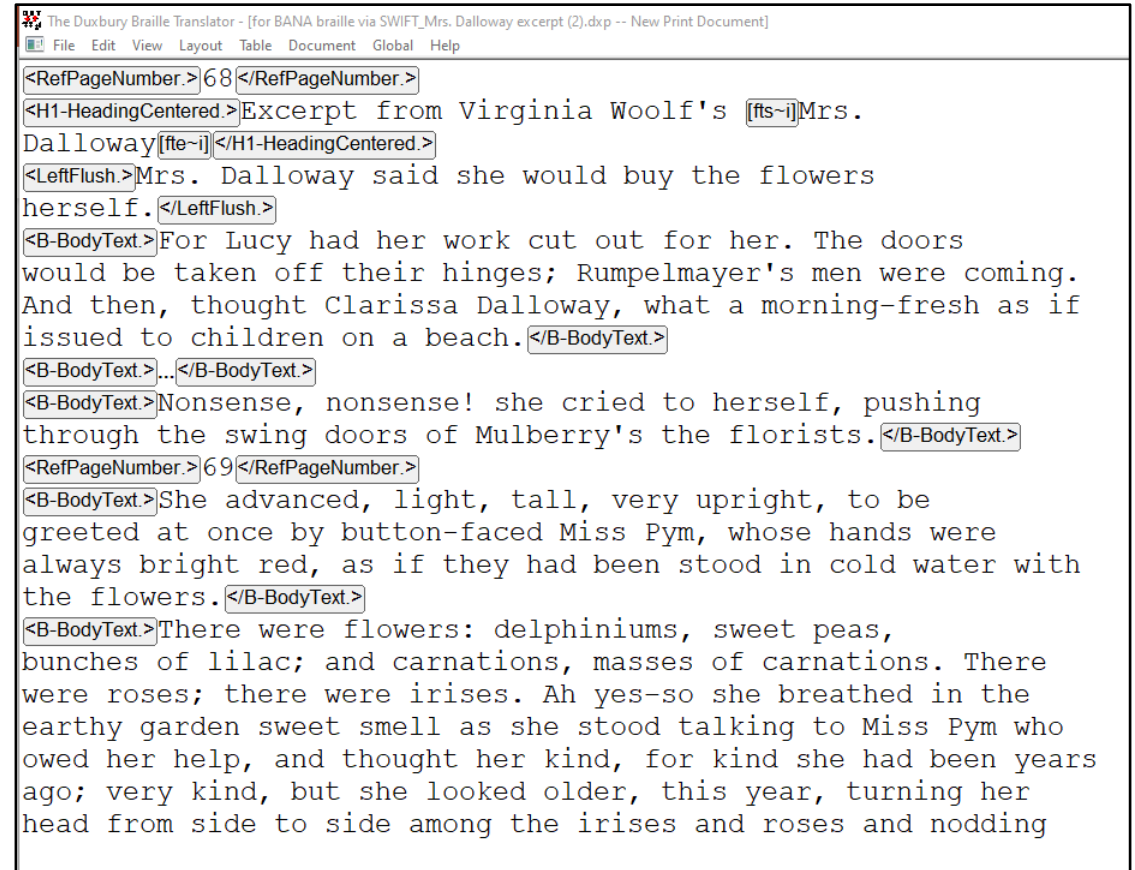 The Duxbury Braille Translator - [for BANA braille via SWIFT_Mrs. Dalloway excerpt (2).dxp -- New Print Document]
File Edit View Layout Table Document Global Help
<RefPageNumber.>68</RefPageNumber.>
<H1-HeadingCentered.>Excerpt from Virginia Woolf's [fts~i]Mrs.
Dalloway[fte~i]</H1-HeadingCentered.>
<LeftFlush.>Mrs. Dalloway said she would buy the flowers
herself.</LeftFlush.>
<B-BodyText.>For Lucy had her work cut out for her. The doors
would be taken off their hinges; Rumpelmayer's men were coming.
And then, thought Clarissa Dalloway, what a morning–fresh as if
issued to children on a beach.</B-BodyText.>
<B-BodyText.>...</B-BodyText.>
<B-BodyText.>Nonsense, nonsense! she cried to herself, pushing
through the swing doors of Mulberry's the florists.</B-BodyText.>
<RefPageNumber.>69</RefPageNumber.>
<B-BodyText.>She advanced, light, tall, very upright, to be
greeted at once by button-faced Miss Pym, whose hands were
always bright red, as if they had been stood in cold water with
the flowers.</B-BodyText.>
<B-BodyText.>There were flowers: delphiniums, sweet peas,
bunches of lilac; and carnations, masses of carnations. There
were roses; there were irises. Ah yes–so she breathed in the
earthy garden sweet smell as she stood talking to Miss Pym who
owed her help, and thought her kind, for kind she had been years
ago; very kind, but she looked older, this year, turning her
head from side to side among the irises and roses and nodding